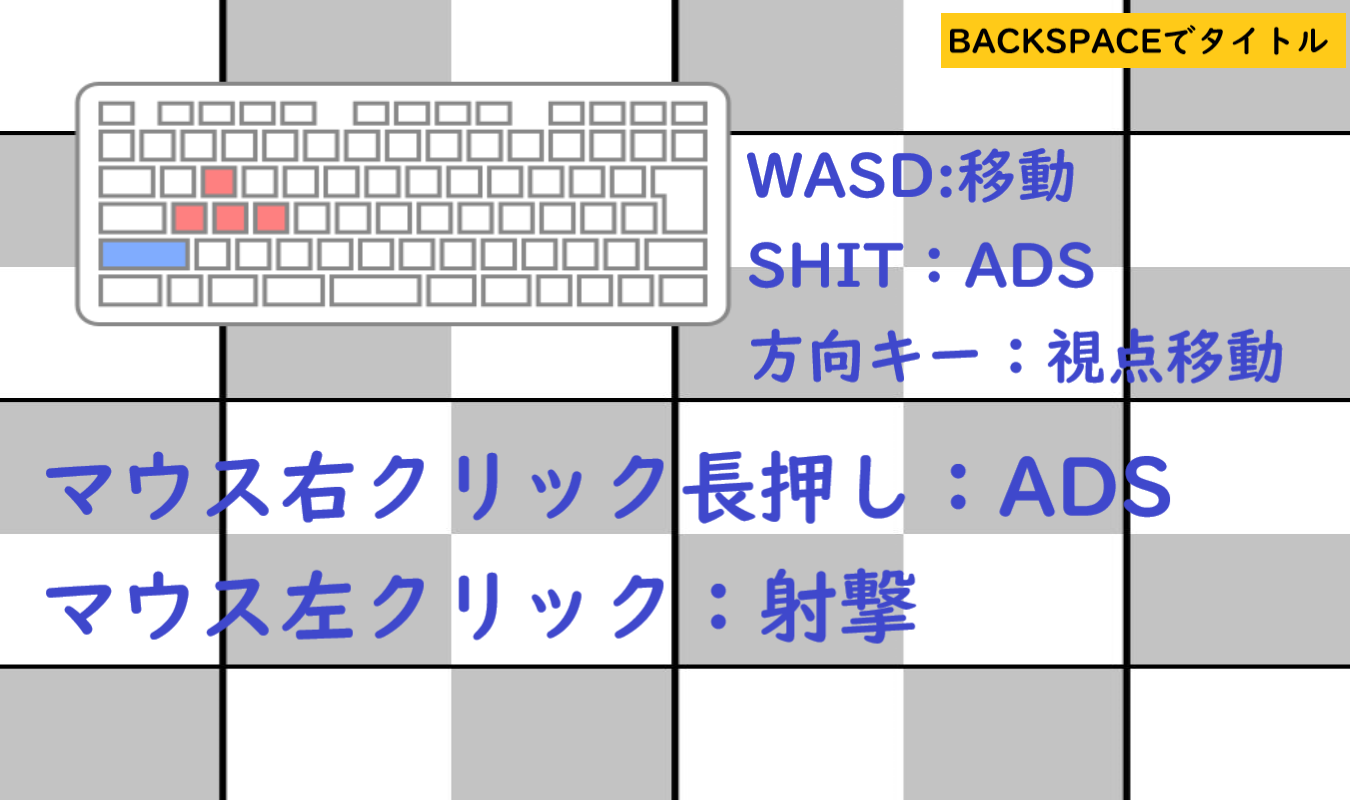 BACKSPACEでタイトル
WASD:移動
SHIT：ADS
方向キー：視点移動
マウス右クリック長押し：ADS
マウス左クリック：射撃